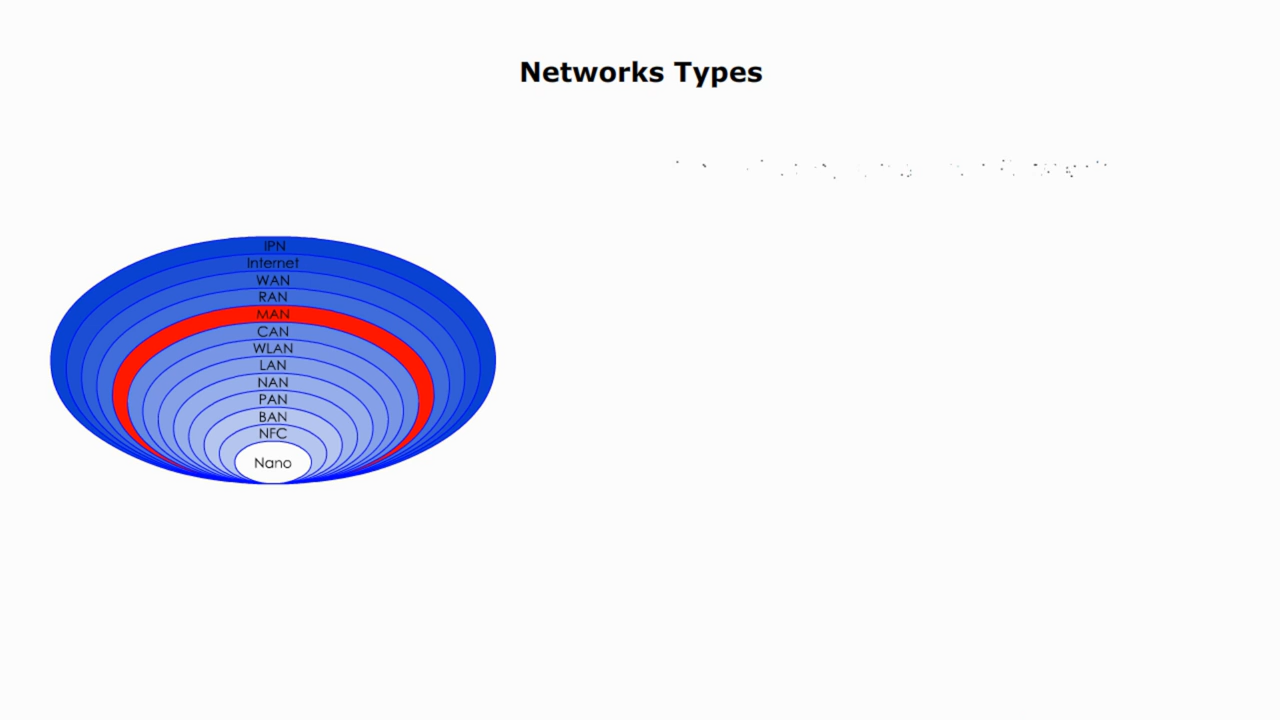 Networks Types
IPN
Internet
WAN
RAN
MAN
CAN
WLAN
LAN
NAN
PAN
BAN
NFC
Nano